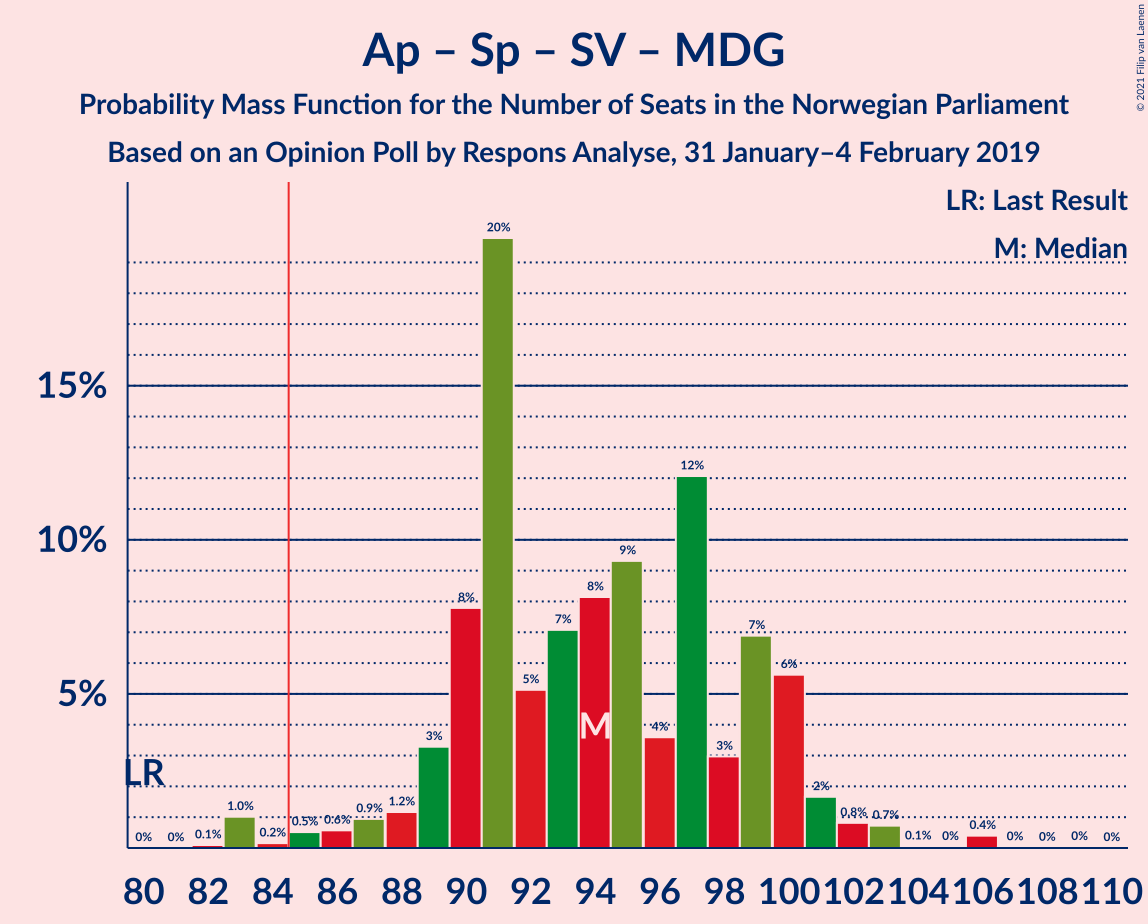 Ap – Sp – SV – MDG
Probability Mass Function for the Number of Seats in the Norwegian Parliament
Based on an Opinion Poll by Respons Analyse, 31 January–4 February 2019
© 2021 Filip van Laenen
LR: Last Result
M: Median
15%
10%
5%
LR
M
0% 0% 0.1% 1.0% 0.2% 0.5% 0.6% 0.9% 1.2% 3% 8% 20% 5% 7% 8% 9% 4% 12% 3% 7% 6% 2% 0.8% 0.7% 0.1% 0% 0.4% 0% 0% 0% 0%
80 82 84 86 88 90 92 94 96 98 100 102 104 106 108 110